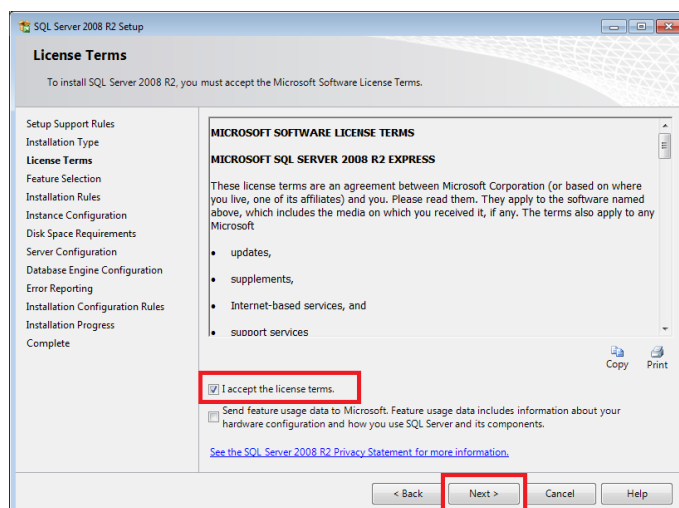 SQL Server 2008 R2 Setup
License Terms
To install SQL Server 2008 R2, you must accept the Microsoft Software License Terms.
Setup Support Rules
Installation Type
License Terms
Feature Selection
Installation Rules
Instance Configuration
Disk Space Requirements
Server Configuration
Database Engine Configuration
Error Reporting
Installation Configuration Rules
Installation Progress
Complete
MICROSOFT SOFTWARE LICENSE TERMS
MICROSOFT SQL SERVER 2008 R2 EXPRESS
These license terms are an agreement between Microsoft Corporation (or based on where
you live, one of its affiliates) and you. Please read them. They apply to the software named
above, which includes the media on which you received it, if any. The terms also apply to any
Microsoft
• updates,
• supplements,
• Internet-based services, and
• support services
Copy Print
I accept the license terms.
Send feature usage data to Microsoft. Feature usage data includes information about your
hardware configuration and how you use SQL Server and its components.
See the SQL Server 2008 R2 Privacy Statement for more information.
< Back Next > Cancel Help